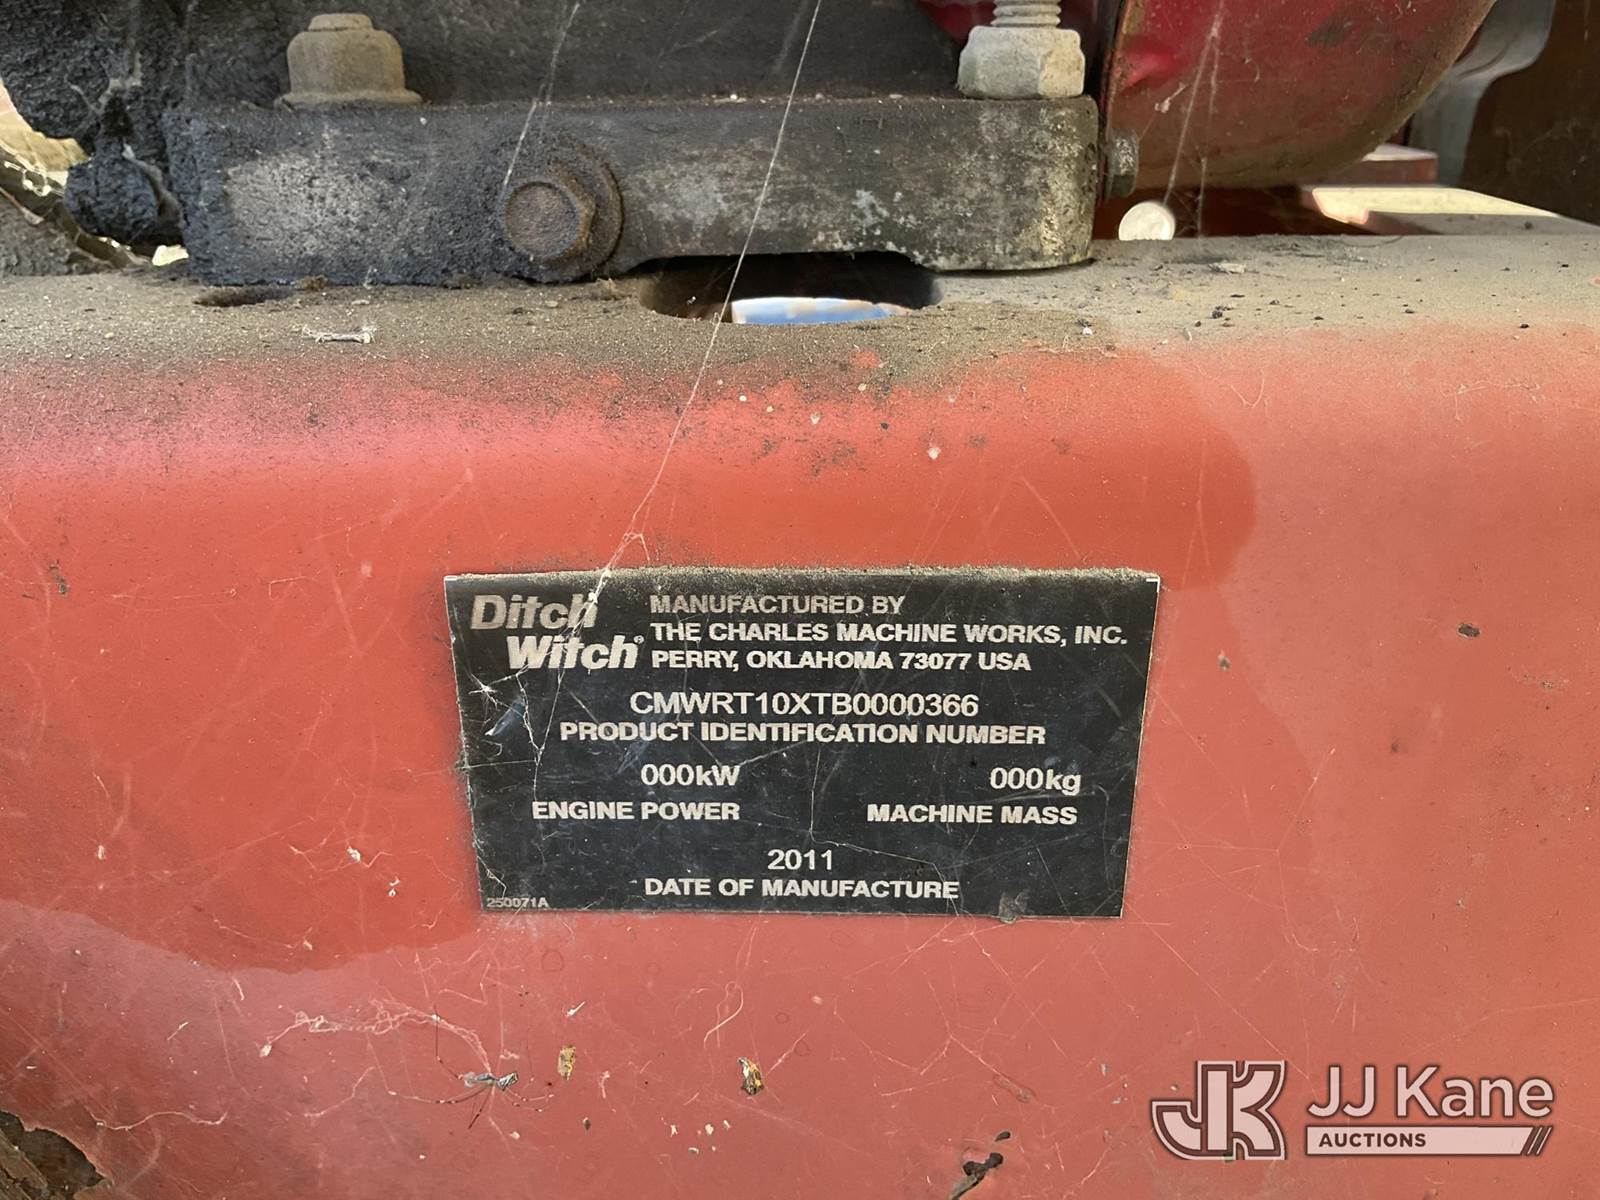 Ditch Witch®
MANUFACTURED BY
THE CHARLES MACHINE WORKS, INC.
PERRY, OKLAHOMA 73077 USA
CMWRT10XTB0000366
PRODUCT IDENTIFICATION NUMBER
000kW 000kg
ENGINE POWER MACHINE MASS
2011
DATE OF MANUFACTURE
250071A
JK JJ Kane
AUCTIONS